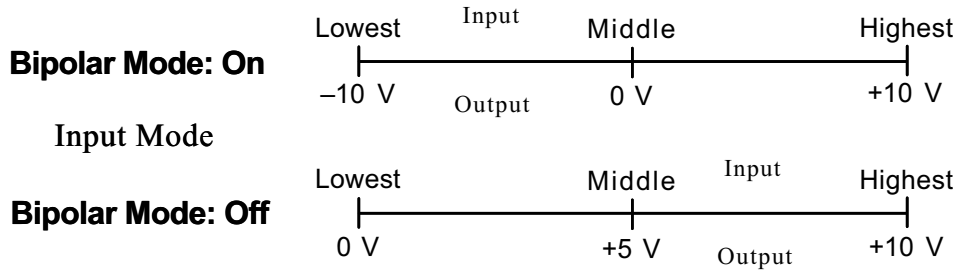 Lowest Input Middle Highest
Bipolar Mode: On
–10 V Output 0 V +10 V
Input Mode
Lowest Middle Input Highest
Bipolar Mode: Off
0 V +5 V Output +10 V